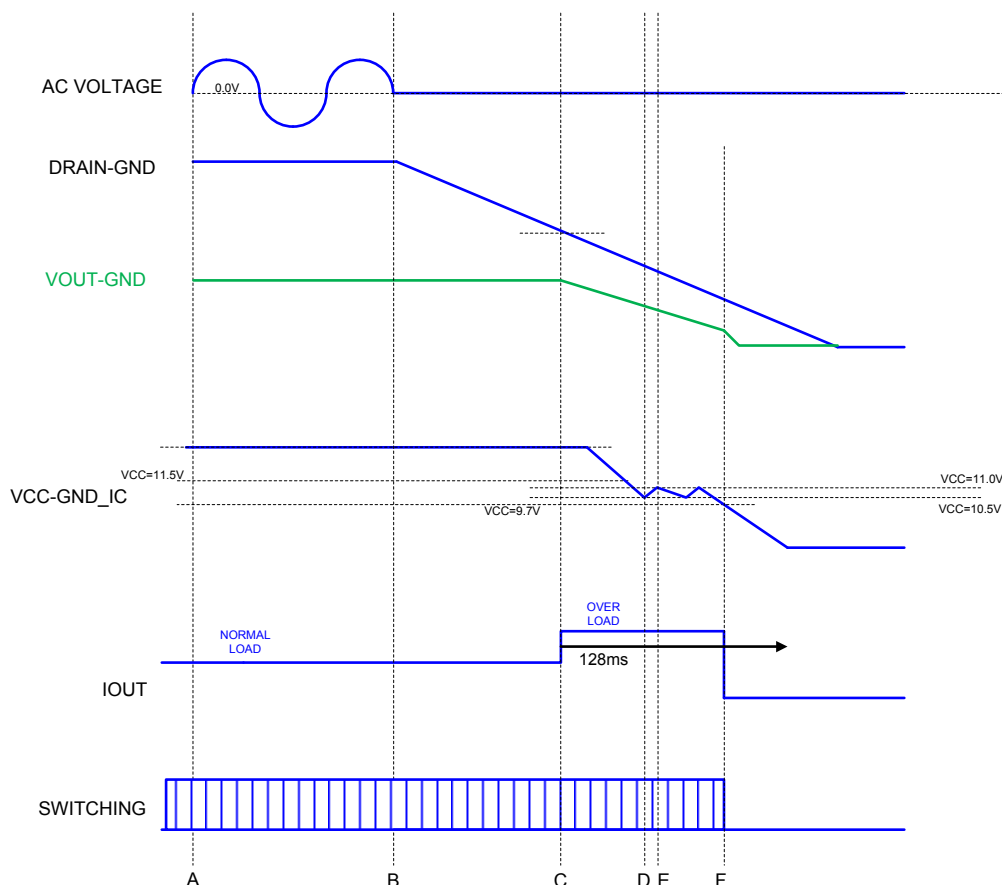 AC VOLTAGE
0.0V
DRAIN-GND
VOUT-GND
VCC=11.5V
VCC-GND_IC
VCC=11.0V
VCC=9.7V
VCC=10.5V
OVER
LOAD
NORMAL
LOAD
128ms
IOUT
SWITCHING
A B C D E F